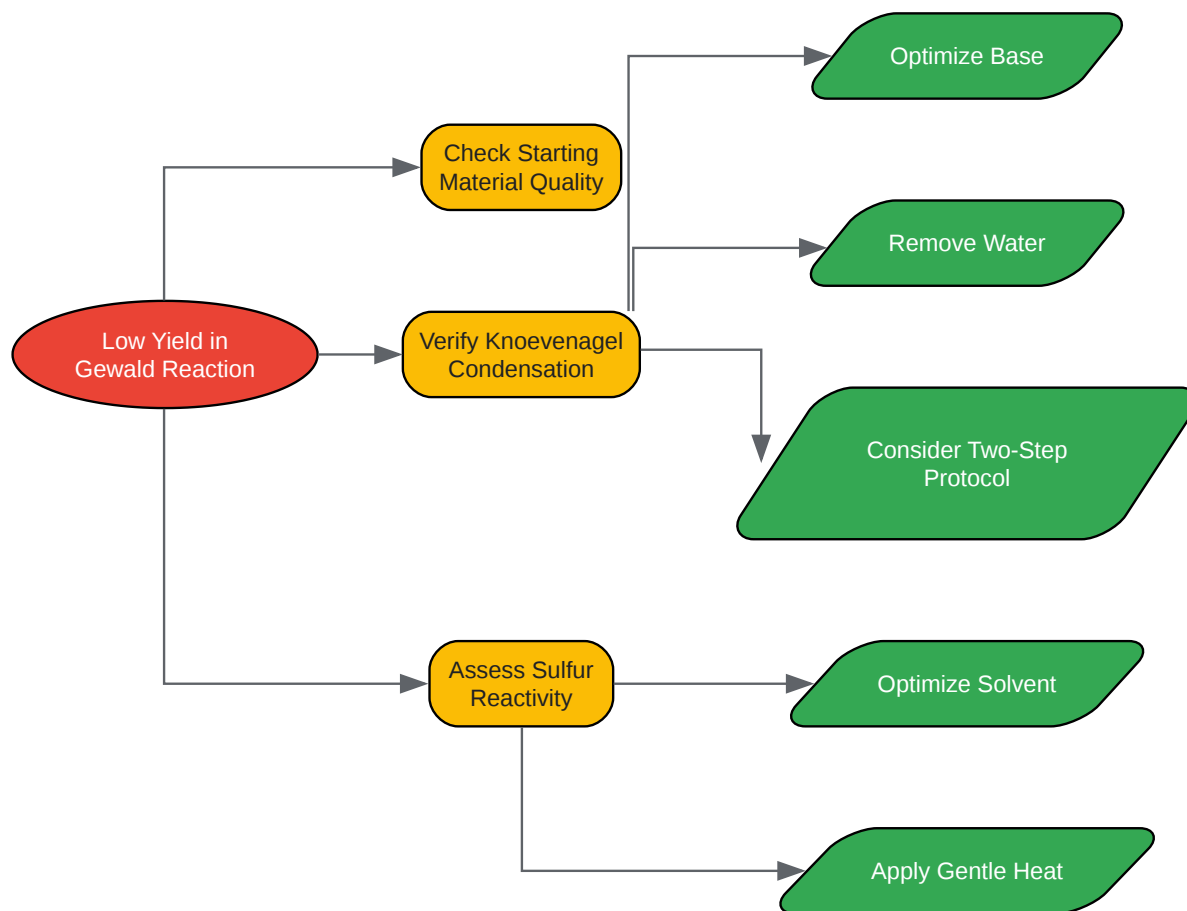 Optimize Base
Check Starting
Material Quality
Remove Water
Low Yield in
Gewald Reaction
Verify Knoevenagel
Condensation
Consider Two-Step
Protocol
Assess Sulfur
Reactivity
Optimize Solvent
Apply Gentle Heat